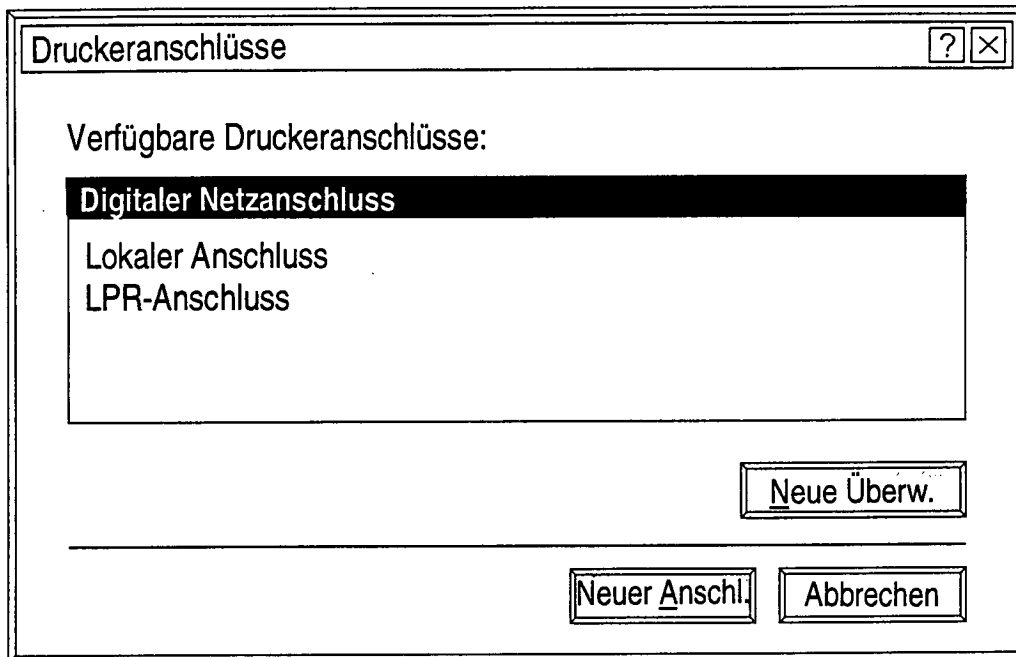 Druckeranschlüsse
?
Verfügbare Druckeranschlüsse:
Digitaler Netzanschluss
Lokaler Anschluss
LPR-Anschluss
Neue Überw.
Neuer Anschl.
Abbrechen